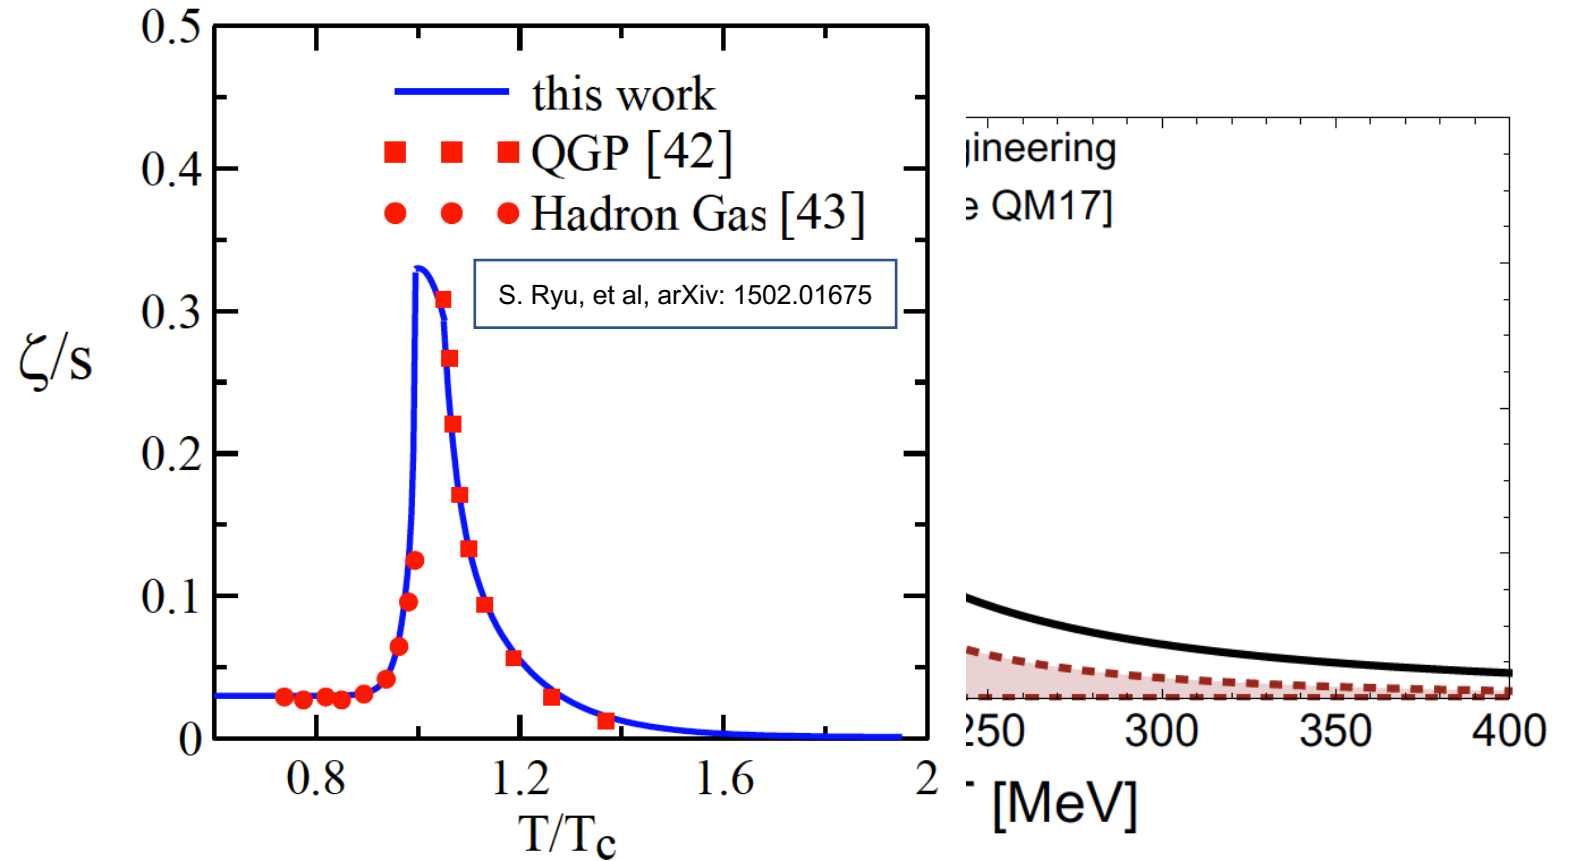 0.5
0.4
0.3
0.2
0.1
0
ζ/s
this work
QGP [42]
Hadron Gas [43]
S. Ryu, et al, arXiv: 1502.01675
0.8 1.2 1.6 2
T/Tc
gineering
e QM17]
250 300 350 400
[MeV]